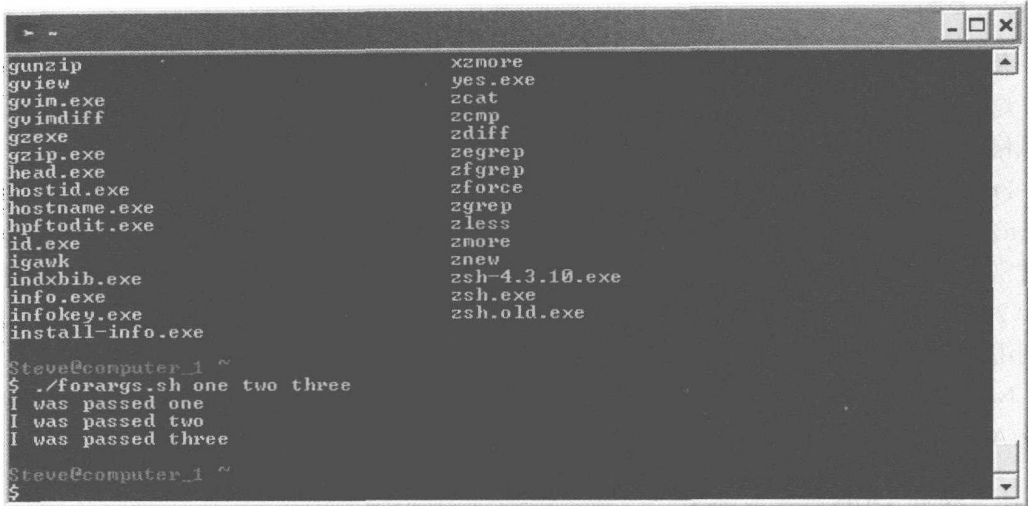 ~
gunzip xzmore
gview yes.exe
gvim.exe zcat
gvimdiff zcmp
gzexe zdiff
gzip.exe zegrep
head.exe zfgrep
hostid.exe zforce
hostname.exe zgrep
hpftodit.exe zless
id.exe zmore
igawk znew
indxbib.exe zsh-4.3.10.exe
info.exe zsh.exe
infokey.exe zsh.old.exe
install-info.exe
Steve@computer_1 ~
$ ./forargs.sh one two three
I was passed one
I was passed two
I was passed three
Steve@computer_1 ~
$